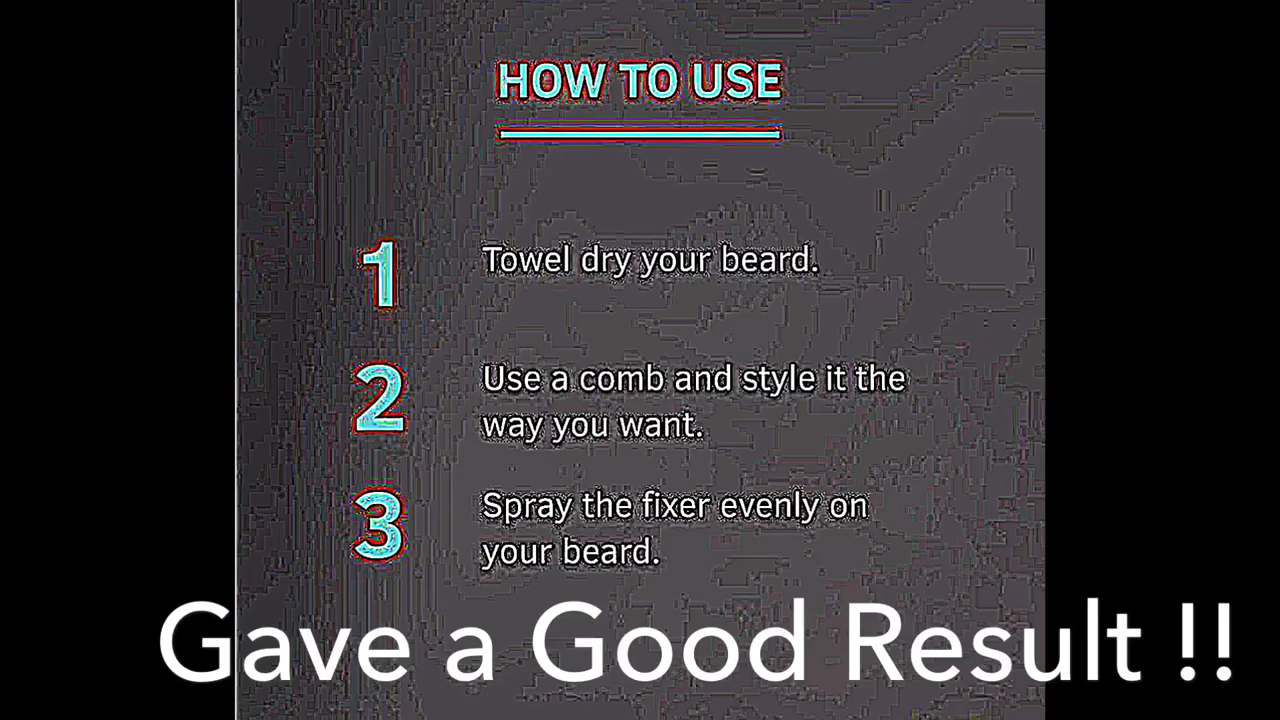 HOW TO USE
1 Towel dry your beard.
2 Use a comb and style it the
way you want.
3 Spray the fixer evenly on
your beard.
Gave a Good Result !!